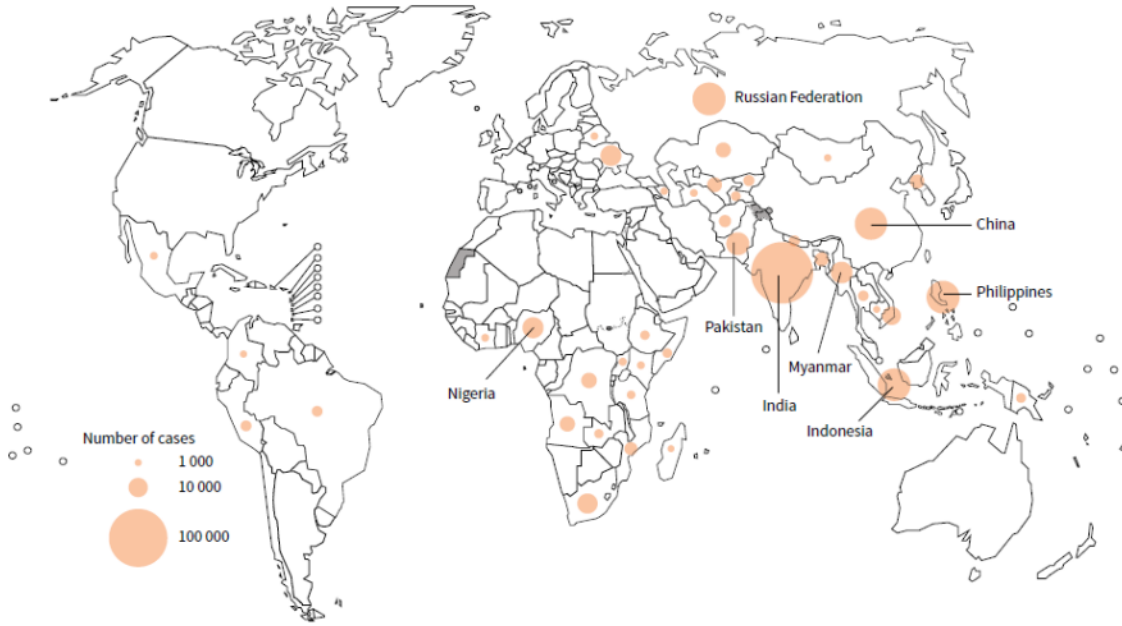 Russian Federation
China
Philippines
Pakistan
Myanmar
Nigeria
India
Indonesia
Number of cases
1 000
10 000
100 000